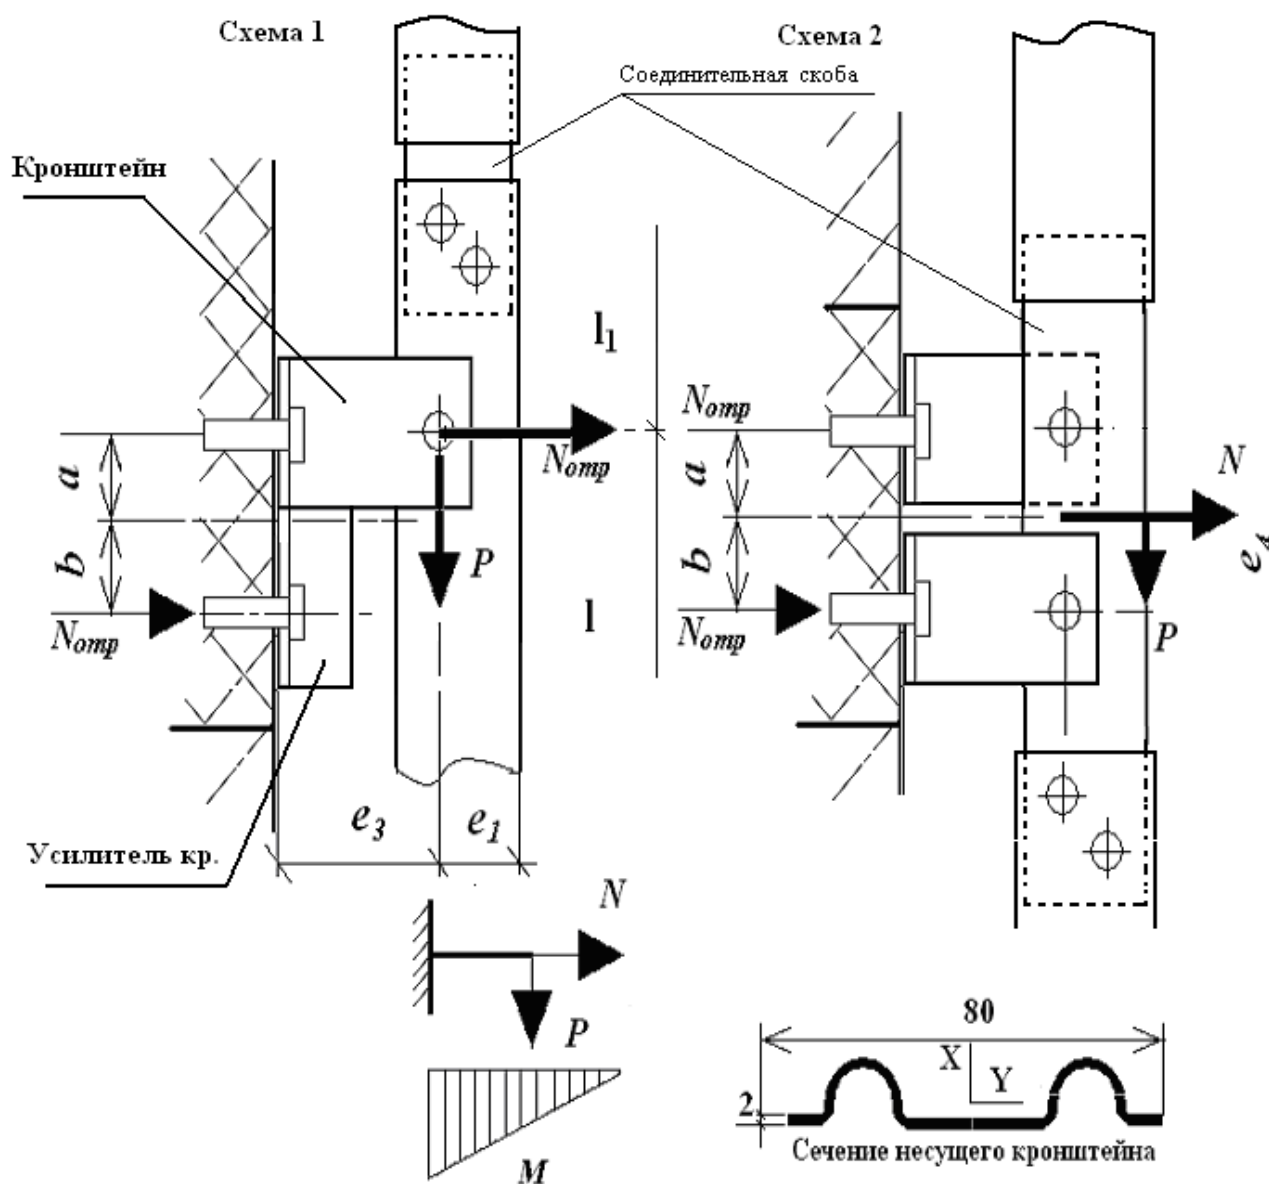 Схема 1
Схема 2
Соединительная скоба
Кронштейн
l₁
Nотр
Nотр
N
a
a
b
b
P
e₄
Nотр
l
Nотр
P
e₃
e₁
Усилитель кр.
N
P
M
80
X
Y
2
Сечение несущего кронштейна